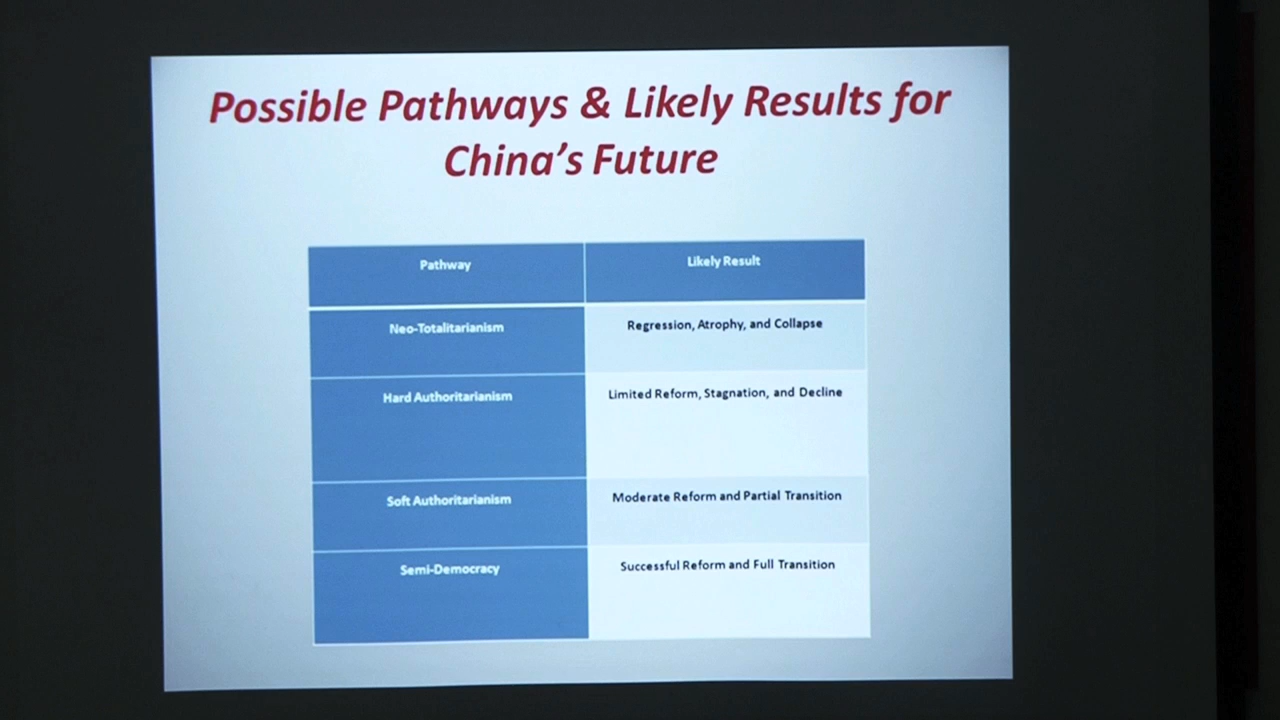 Possible Pathways & Likely Results for
China's Future
Pathway
Likely Result
Neo-Totalitarianism
Regression, Atrophy, and Collapse
Hard Authoritarianism
Limited Reform, Stagnation, and Decline
Soft Authoritarianism
Moderate Reform and Partial Transition
Semi-Democracy
Successful Reform and Full Transition